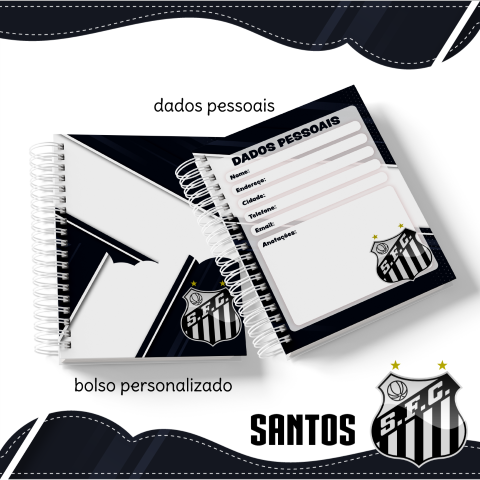 dados pessoais
DADOS PESSOAIS
Nome:
Endereço:
Cidade:
Telefone:
Email:
Anotações:
S.F.C.
S.F.C.
bolso personalizado
SANTOS
S.F.C.